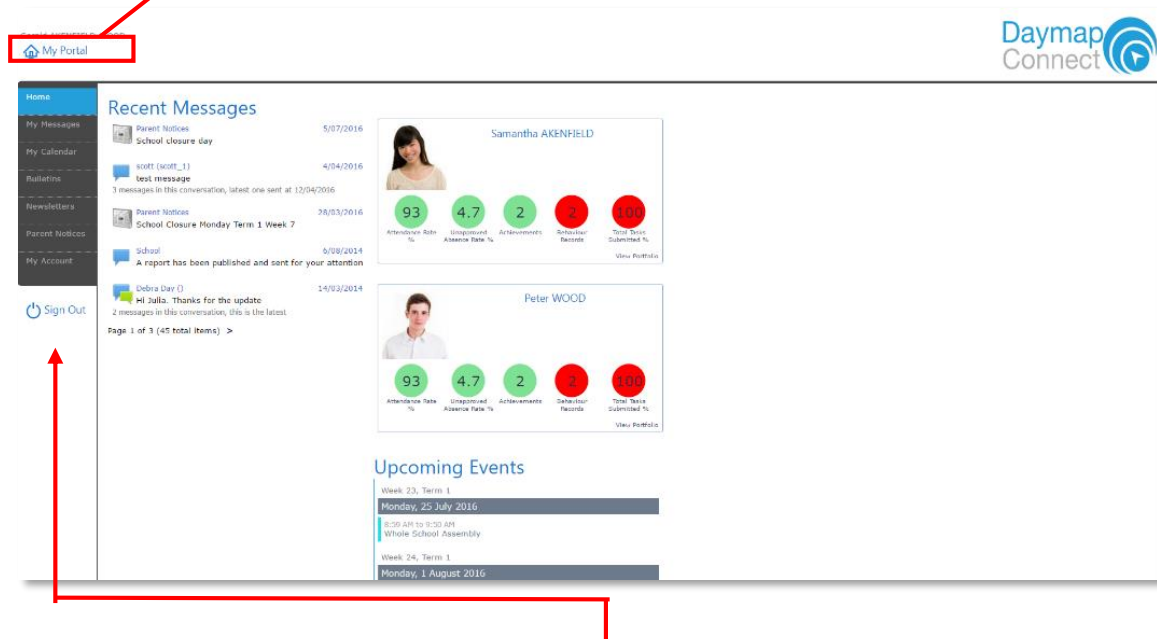 My Portal
Daymap
Connect
Home
My Messages
My Calendar
Bulletins
Newsletters
Parent Notices
My Account
Sign Out
Recent Messages
Parent Notices 5/07/2016
School closure day
scott (scott_1) 4/04/2016
test message
3 messages in this conversation, latest one sent at 12/04/2016
Parent Notices 28/03/2016
School Closure Monday Term 1 Week 7
School 6/08/2014
A report has been published and sent for your attention
Debra Day () 14/03/2014
Hi Julia. Thanks for the update
2 messages in this conversation, this is the latest
Page 1 of 3 (45 total items) >
Samantha AKENFIELD
93 4.7 2 2 100
Attendance Rate % Unapproved Absence Rate % Achievements Behaviour Records Total Tasks Submitted %
View Portfolio
Peter WOOD
93 4.7 2 2 100
Attendance Rate % Unapproved Absence Rate % Achievements Behaviour Records Total Tasks Submitted %
View Portfolio
Upcoming Events
Week 23, Term 1
Monday, 25 July 2016
8:59 AM to 9:50 AM
Whole School Assembly
Week 24, Term 1
Monday, 1 August 2016